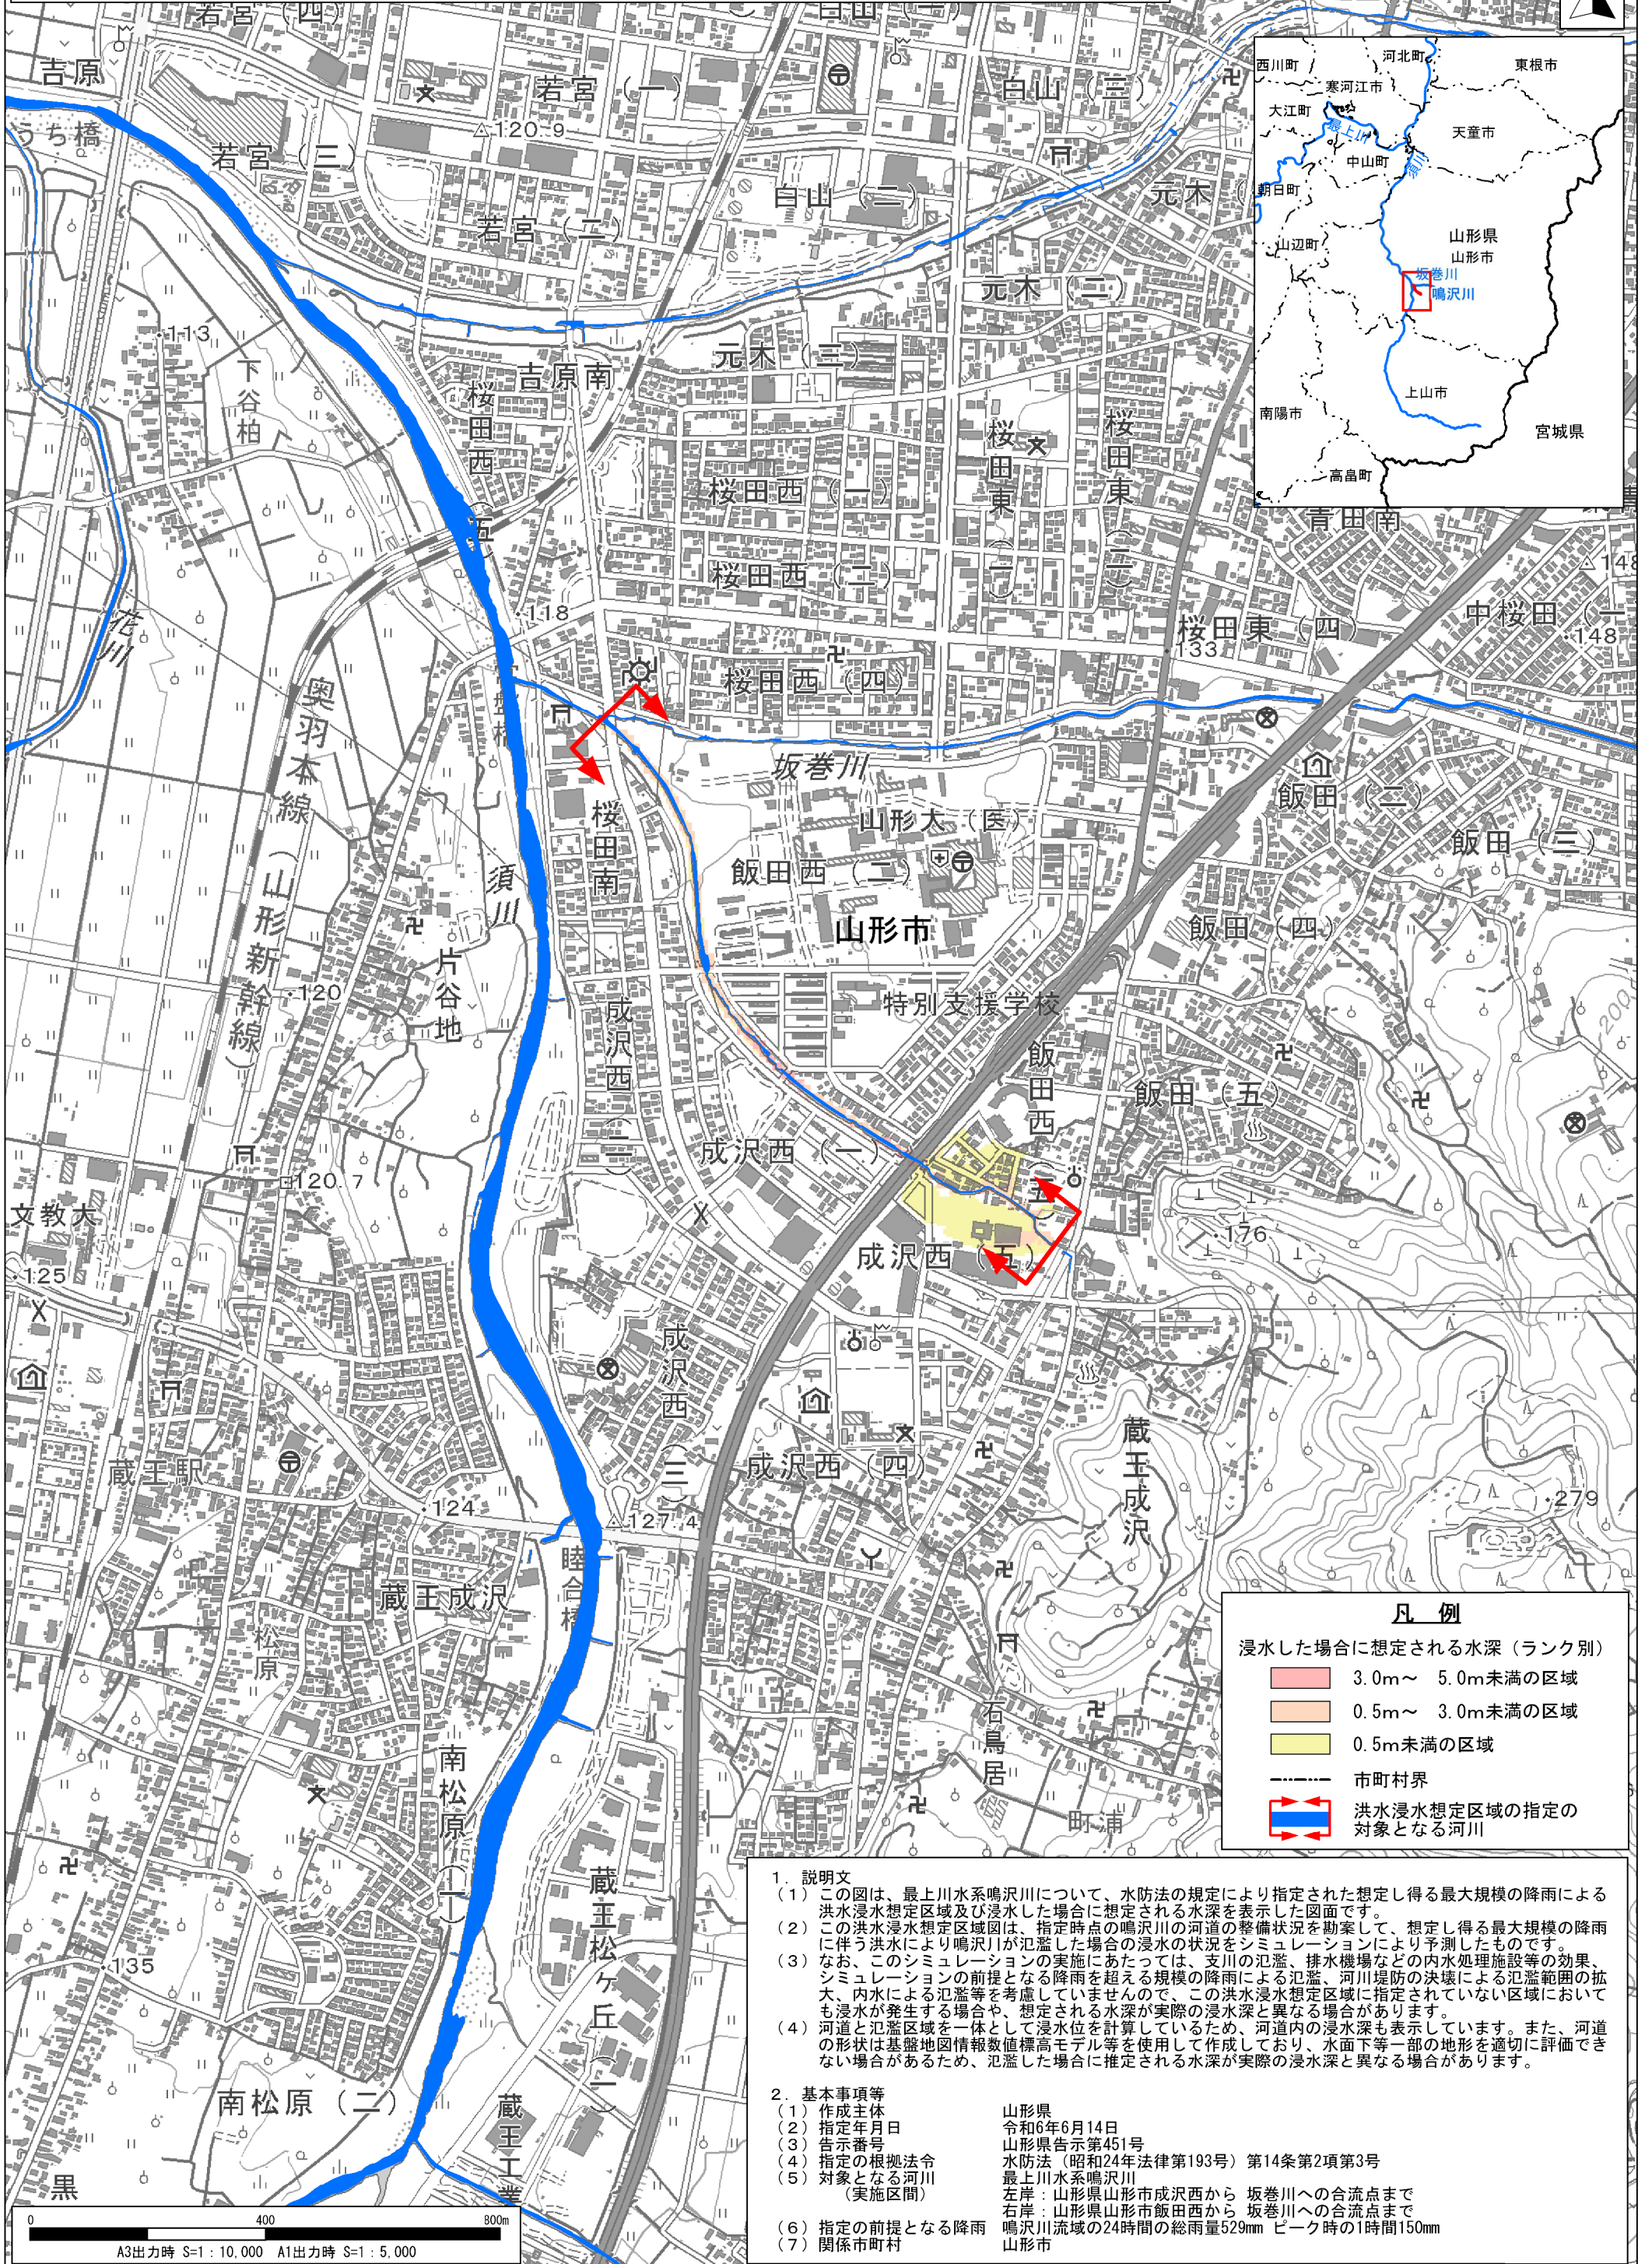 若宮（四）
白山（一）
吉原
若宮（一）
白山（三）
うち橋
若宮（三）
120.9
白山（二）
元木（
若宮（二）
元木（二）
113
下谷柏
吉原南
元木（三）
桜田西（五）
桜田西（一）
桜田東（一）
桜田東（二）
青田南
148
桜田西（二）
118
花川
桜田東（四）
133
中桜田（一
148
奥羽本線（山形新幹線）
常盤橋
桜田西（四）
坂巻川
飯田（二）
桜田南
山形大（医）
飯田（三）
須川
飯田西（二）
山形市
飯田（四）
片谷地
120
成沢西（二）
特別支援学校
200
飯田西（五）
飯田（五）
成沢西（一）
120.7
文教大
176
125
成沢西（五）
成沢西（三）
蔵王駅
成沢西（四）
蔵王成沢
124
127.4
279
睦合橋
蔵王成沢
松原
石鳥居
南松原（一）
町浦
蔵王松ヶ丘（一）
135
南松原（二）
蔵王工業
黒
西川町
河北町
東根市
寒河江市
大江町
最上川
天童市
中山町
須川
朝日町
山辺町
山形県
山形市
坂巻川
鳴沢川
上山市
南陽市
宮城県
高畠町
凡　例
浸水した場合に想定される水深（ランク別）
3.0m～　5.0m未満の区域
0.5m～　3.0m未満の区域
0.5m未満の区域
市町村界
洪水浸水想定区域の指定の
対象となる河川
1．説明文
（1）この図は、最上川水系鳴沢川について、水防法の規定により指定された想定し得る最大規模の降雨による
洪水浸水想定区域及び浸水した場合に想定される水深を表示した図面です。
（2）この洪水浸水想定区域図は、指定時点の鳴沢川の河道の整備状況を勘案して、想定し得る最大規模の降雨
に伴う洪水により鳴沢川が氾濫した場合の浸水の状況をシミュレーションにより予測したものです。
（3）なお、このシミュレーションの実施にあたっては、支川の氾濫、排水機場などの内水処理施設等の効果、
シミュレーションの前提となる降雨を超える規模の降雨による氾濫、河川堤防の決壊による氾濫範囲の拡
大、内水による氾濫等を考慮していませんので、この洪水浸水想定区域に指定されていない区域において
も浸水が発生する場合や、想定される水深が実際の浸水深と異なる場合があります。
（4）河道と氾濫区域を一体として浸水位を計算しているため、河道内の浸水深も表示しています。また、河道
の形状は基盤地図情報数値標高モデル等を使用して作成しており、水面下等一部の地形を適切に評価でき
ない場合があるため、氾濫した場合に推定される水深が実際の浸水深と異なる場合があります。
2．基本事項等
（1）作成主体　山形県
（2）指定年月日　令和6年6月14日
（3）告示番号　山形県告示第451号
（4）指定の根拠法令　水防法（昭和24年法律第193号）第14条第2項第3号
（5）対象となる河川　最上川水系鳴沢川
（実施区間）　左岸：山形県山形市成沢西から 坂巻川への合流点まで
右岸：山形県山形市飯田西から 坂巻川への合流点まで
（6）指定の前提となる降雨　鳴沢川流域の24時間の総雨量529mm ピーク時の1時間150mm
（7）関係市町村　山形市
0　400　800m
A3出力時 S=1：10,000　A1出力時 S=1：5,000